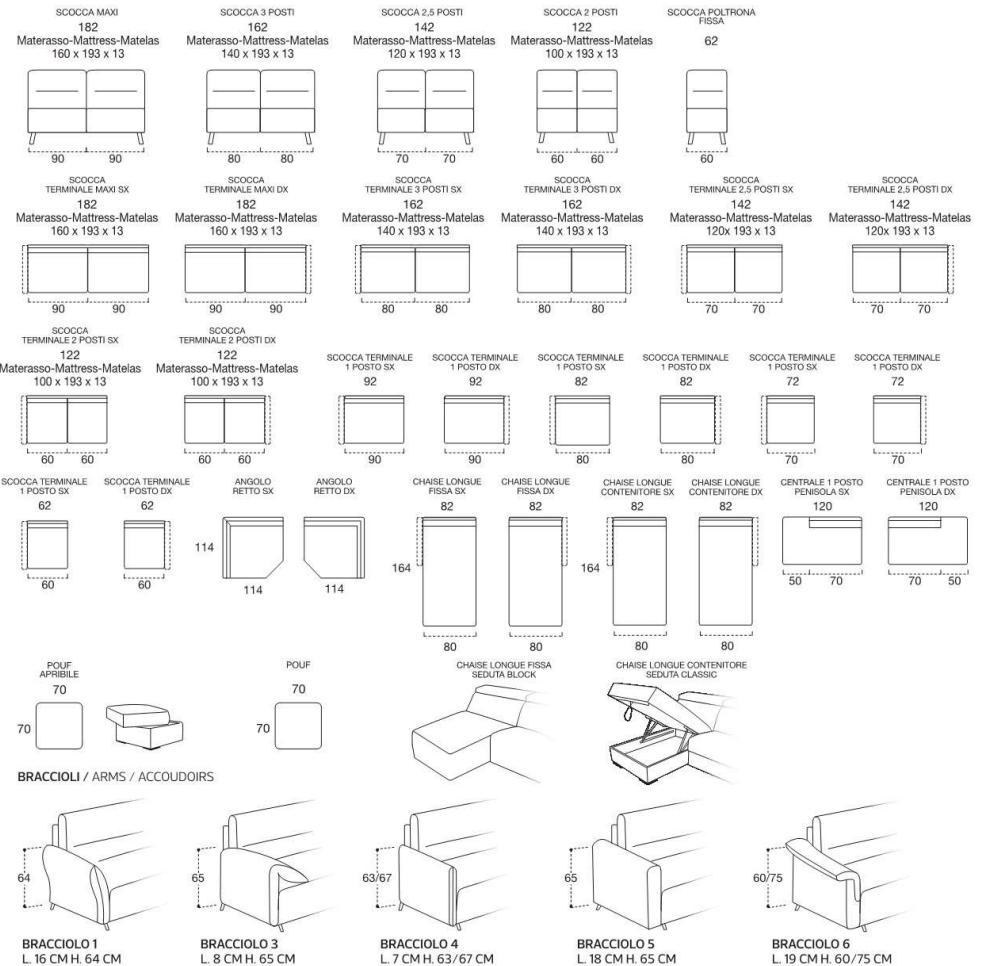 SCOCCA MAXI
182
Materasso-Mattress-Matelas
160 x 193 x 13
90 90
SCOCCA 3 POSTI
162
Materasso-Mattress-Matelas
140 x 193 x 13
80 80
SCOCCA 2,5 POSTI
142
Materasso-Mattress-Matelas
120 x 193 x 13
70 70
SCOCCA 2 POSTI
122
Materasso-Mattress-Matelas
100 x 193 x 13
60 60
SCOCCA POLTRONA
FISSA
62
60
SCOCCA
TERMINALE MAXI SX
182
Materasso-Mattress-Matelas
160 x 193 x 13
90 90
SCOCCA
TERMINALE MAXI DX
182
Materasso-Mattress-Matelas
160 x 193 x 13
90 90
SCOCCA
TERMINALE 3 POSTI SX
162
Materasso-Mattress-Matelas
140 x 193 x 13
80 80
SCOCCA
TERMINALE 3 POSTI DX
162
Materasso-Mattress-Matelas
140 x 193 x 13
80 80
SCOCCA
TERMINALE 2,5 POSTI SX
142
Materasso-Mattress-Matelas
120x 193 x 13
70 70
SCOCCA
TERMINALE 2,5 POSTI DX
142
Materasso-Mattress-Matelas
120x 193 x 13
70 70
SCOCCA
TERMINALE 2 POSTI SX
122
Materasso-Mattress-Matelas
100 x 193 x 13
60 60
SCOCCA
TERMINALE 2 POSTI DX
122
Materasso-Mattress-Matelas
100 x 193 x 13
60 60
SCOCCA TERMINALE
1 POSTO SX
92
90
SCOCCA TERMINALE
1 POSTO DX
92
90
SCOCCA TERMINALE
1 POSTO SX
82
80
SCOCCA TERMINALE
1 POSTO DX
82
80
SCOCCA TERMINALE
1 POSTO SX
72
70
SCOCCA TERMINALE
1 POSTO DX
72
70
SCOCCA TERMINALE
1 POSTO SX
62
60
SCOCCA TERMINALE
1 POSTO DX
62
60
ANGOLO
RETTO SX
114
114
ANGOLO
RETTO DX
114
CHAISE LONGUE
FISSA SX
82
164
80
CHAISE LONGUE
FISSA DX
82
80
CHAISE LONGUE
CONTENITORE SX
82
164
80
CHAISE LONGUE
CONTENITORE DX
82
80
CENTRALE 1 POSTO
PENISOLA SX
120
50 70
CENTRALE 1 POSTO
PENISOLA DX
120
70 50
POUF
APRIBILE
70
70
POUF
70
70
CHAISE LONGUE FISSA
SEDUTA BLOCK
CHAISE LONGUE CONTENITORE
SEDUTA CLASSIC
BRACCIOLI / ARMS / ACCOUDOIRS
64
BRACCIOLO 1
L. 16 CM H. 64 CM
65
BRACCIOLO 3
L. 8 CM H. 65 CM
63/67
BRACCIOLO 4
L. 7 CM H. 63/67 CM
65
BRACCIOLO 5
L. 18 CM H. 65 CM
60/75
BRACCIOLO 6
L. 19 CM H. 60/75 CM